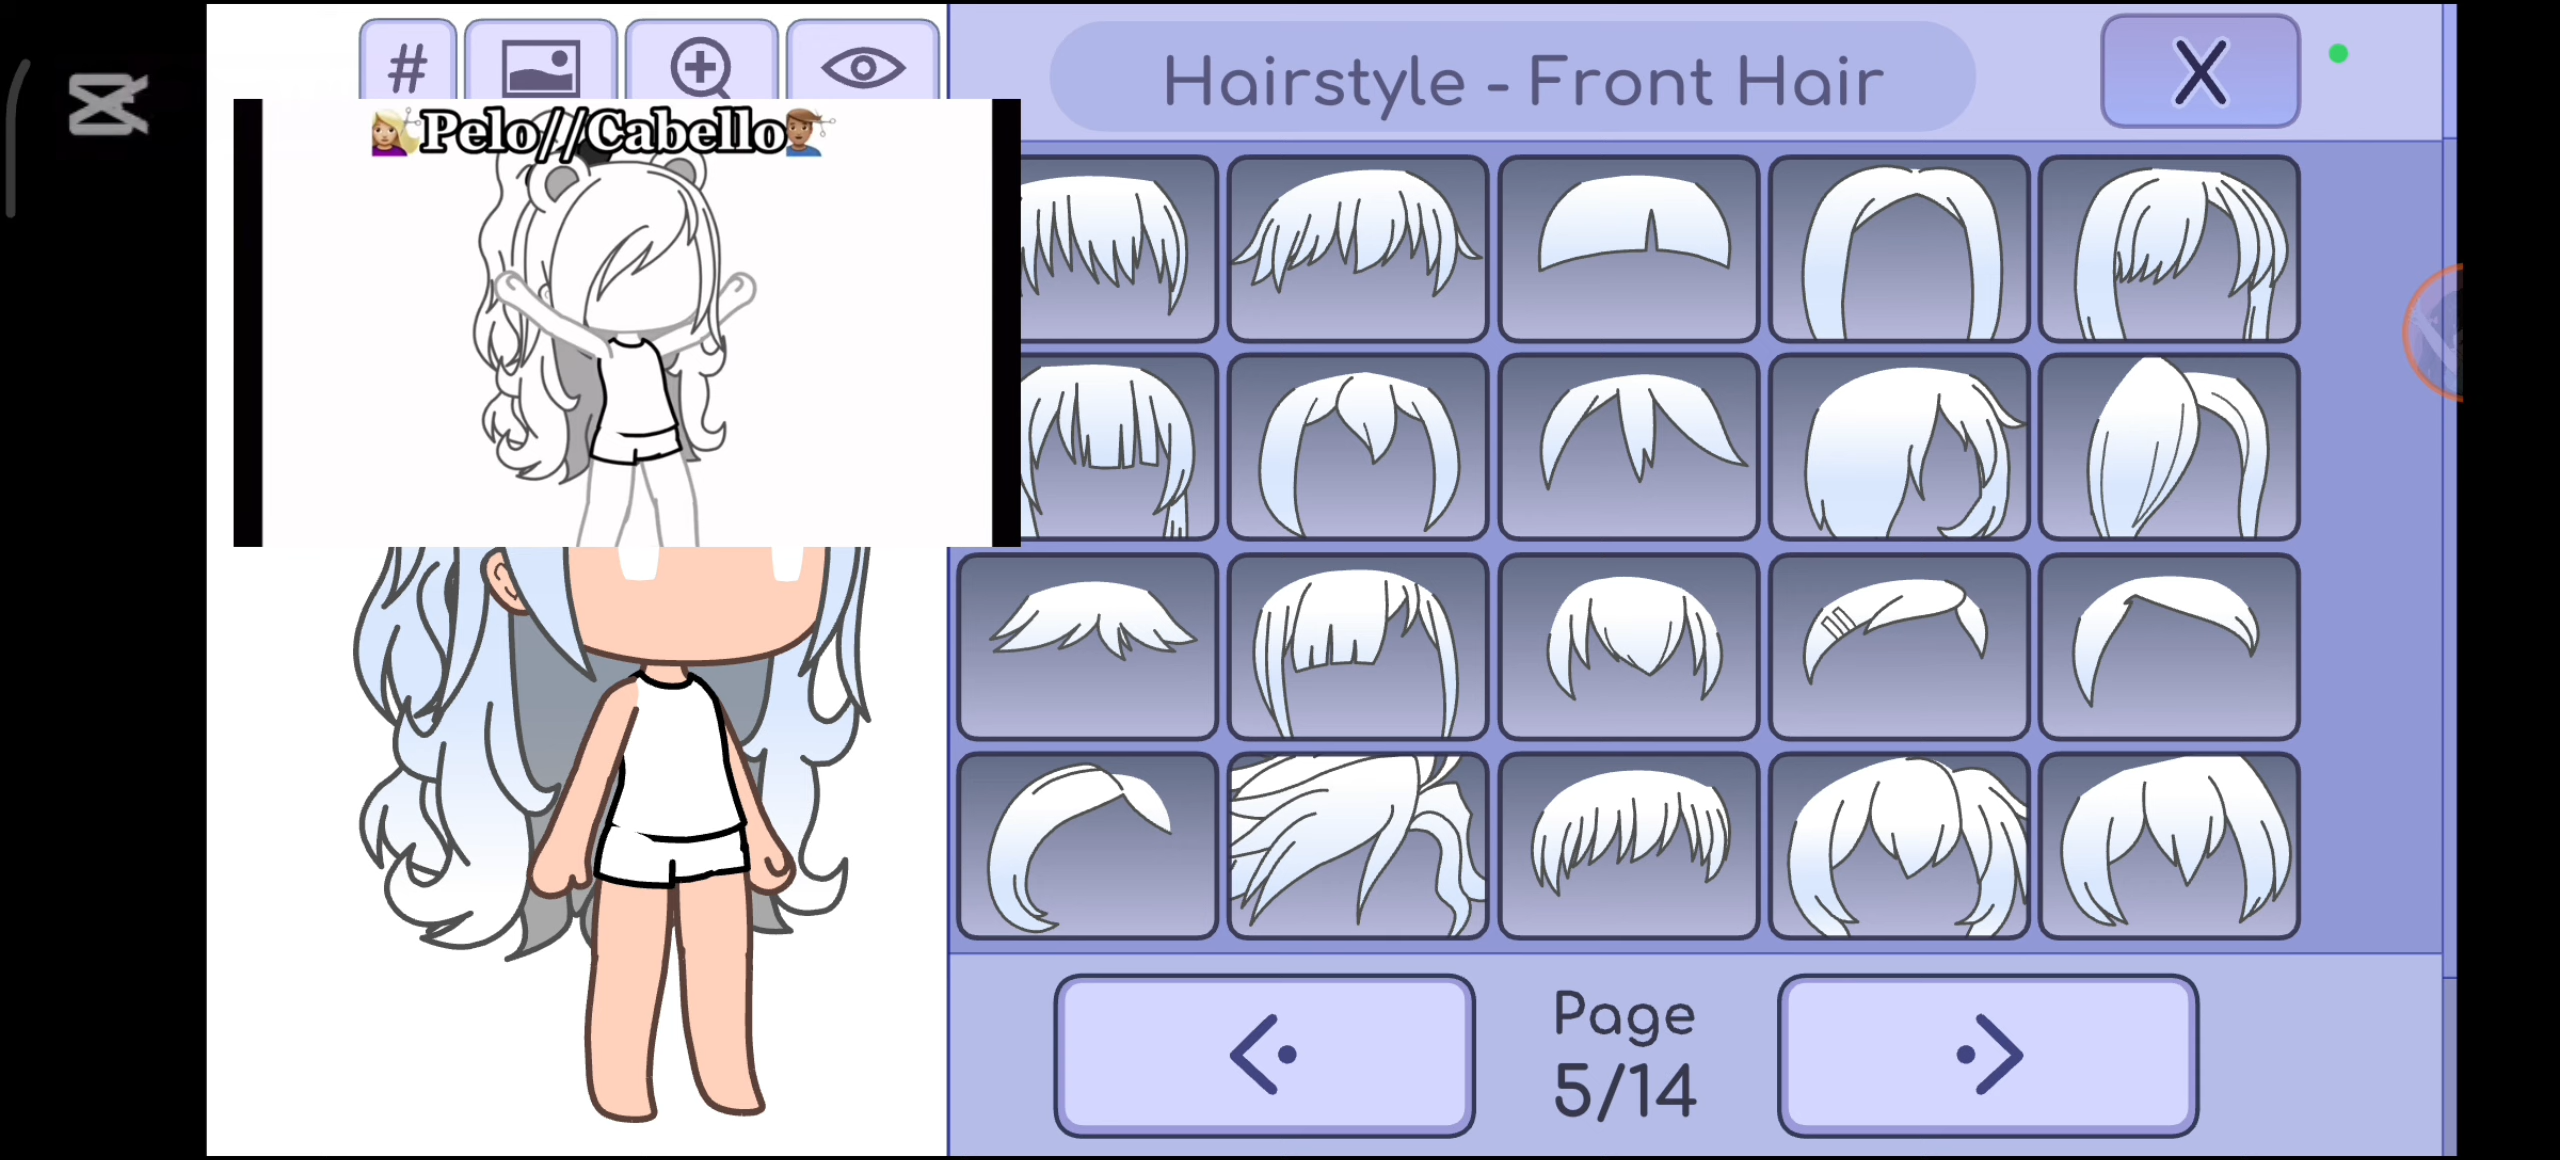 #
Hairstyle - Front Hair
X
Pelo//Cabello
Page
5/14